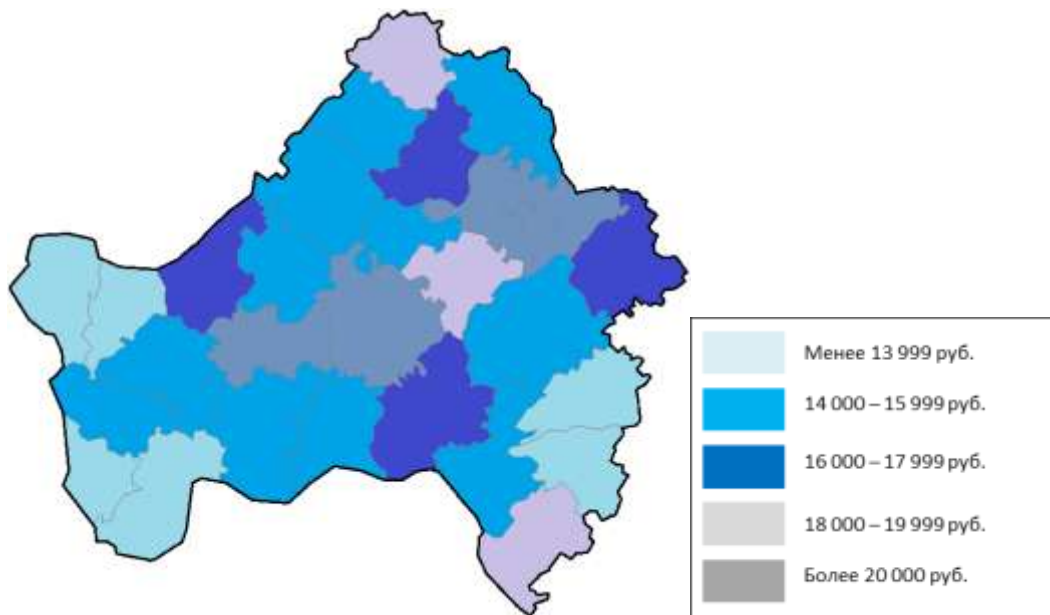 Менее 13 999 руб.
14 000 – 15 999 руб.
16 000 – 17 999 руб.
18 000 – 19 999 руб.
Более 20 000 руб.